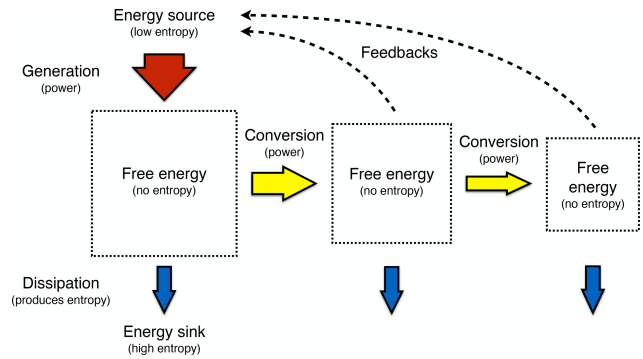 Energy source
(low entropy)
Feedbacks
Generation
(power)
Conversion
(power)
Conversion
(power)
Free energy
(no entropy)
Free energy
(no entropy)
Free
energy
(no entropy)
Dissipation
(produces entropy)
Energy sink
(high entropy)